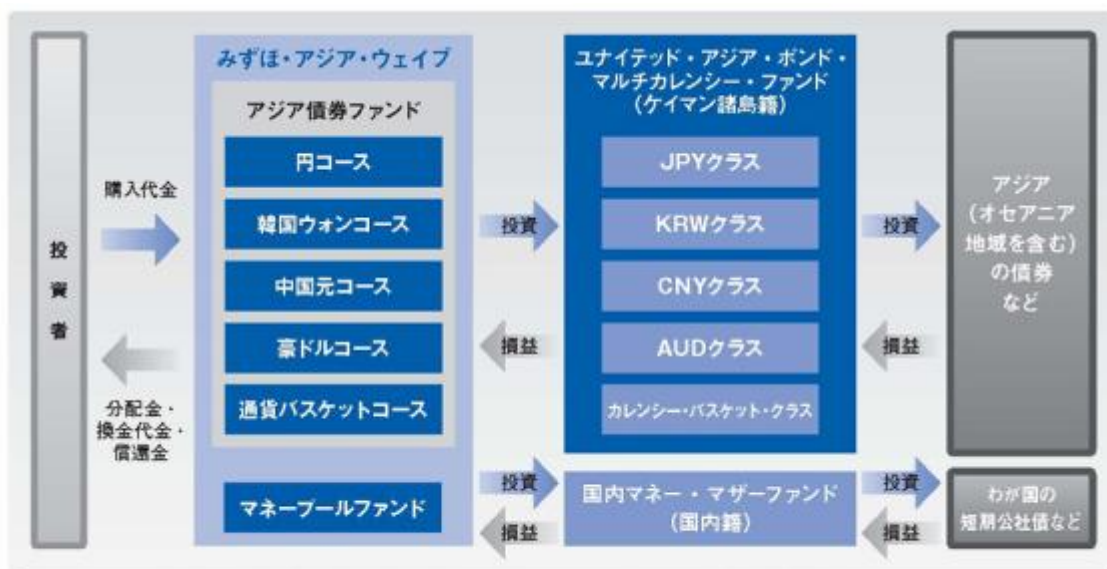 投資者
購入代金
分配金・
換金代金・
償還金
みずほ・アジア・ウェイブ
アジア債券ファンド
円コース
韓国ウォンコース
中国元コース
豪ドルコース
通貨バスケットコース
マネープールファンド
投資
損益
投資
損益
ユナイテッド・アジア・ボンド・
マルチカレンシー・ファンド
(ケイマン諸島籍)
JPYクラス
KRWクラス
CNYクラス
AUDクラス
カレンシー・バスケット・クラス
国内マネー・マザーファンド
(国内籍)
投資
損益
投資
損益
アジア
(オセアニア
地域を含む)
の債券
など
わが国の
短期公社債など